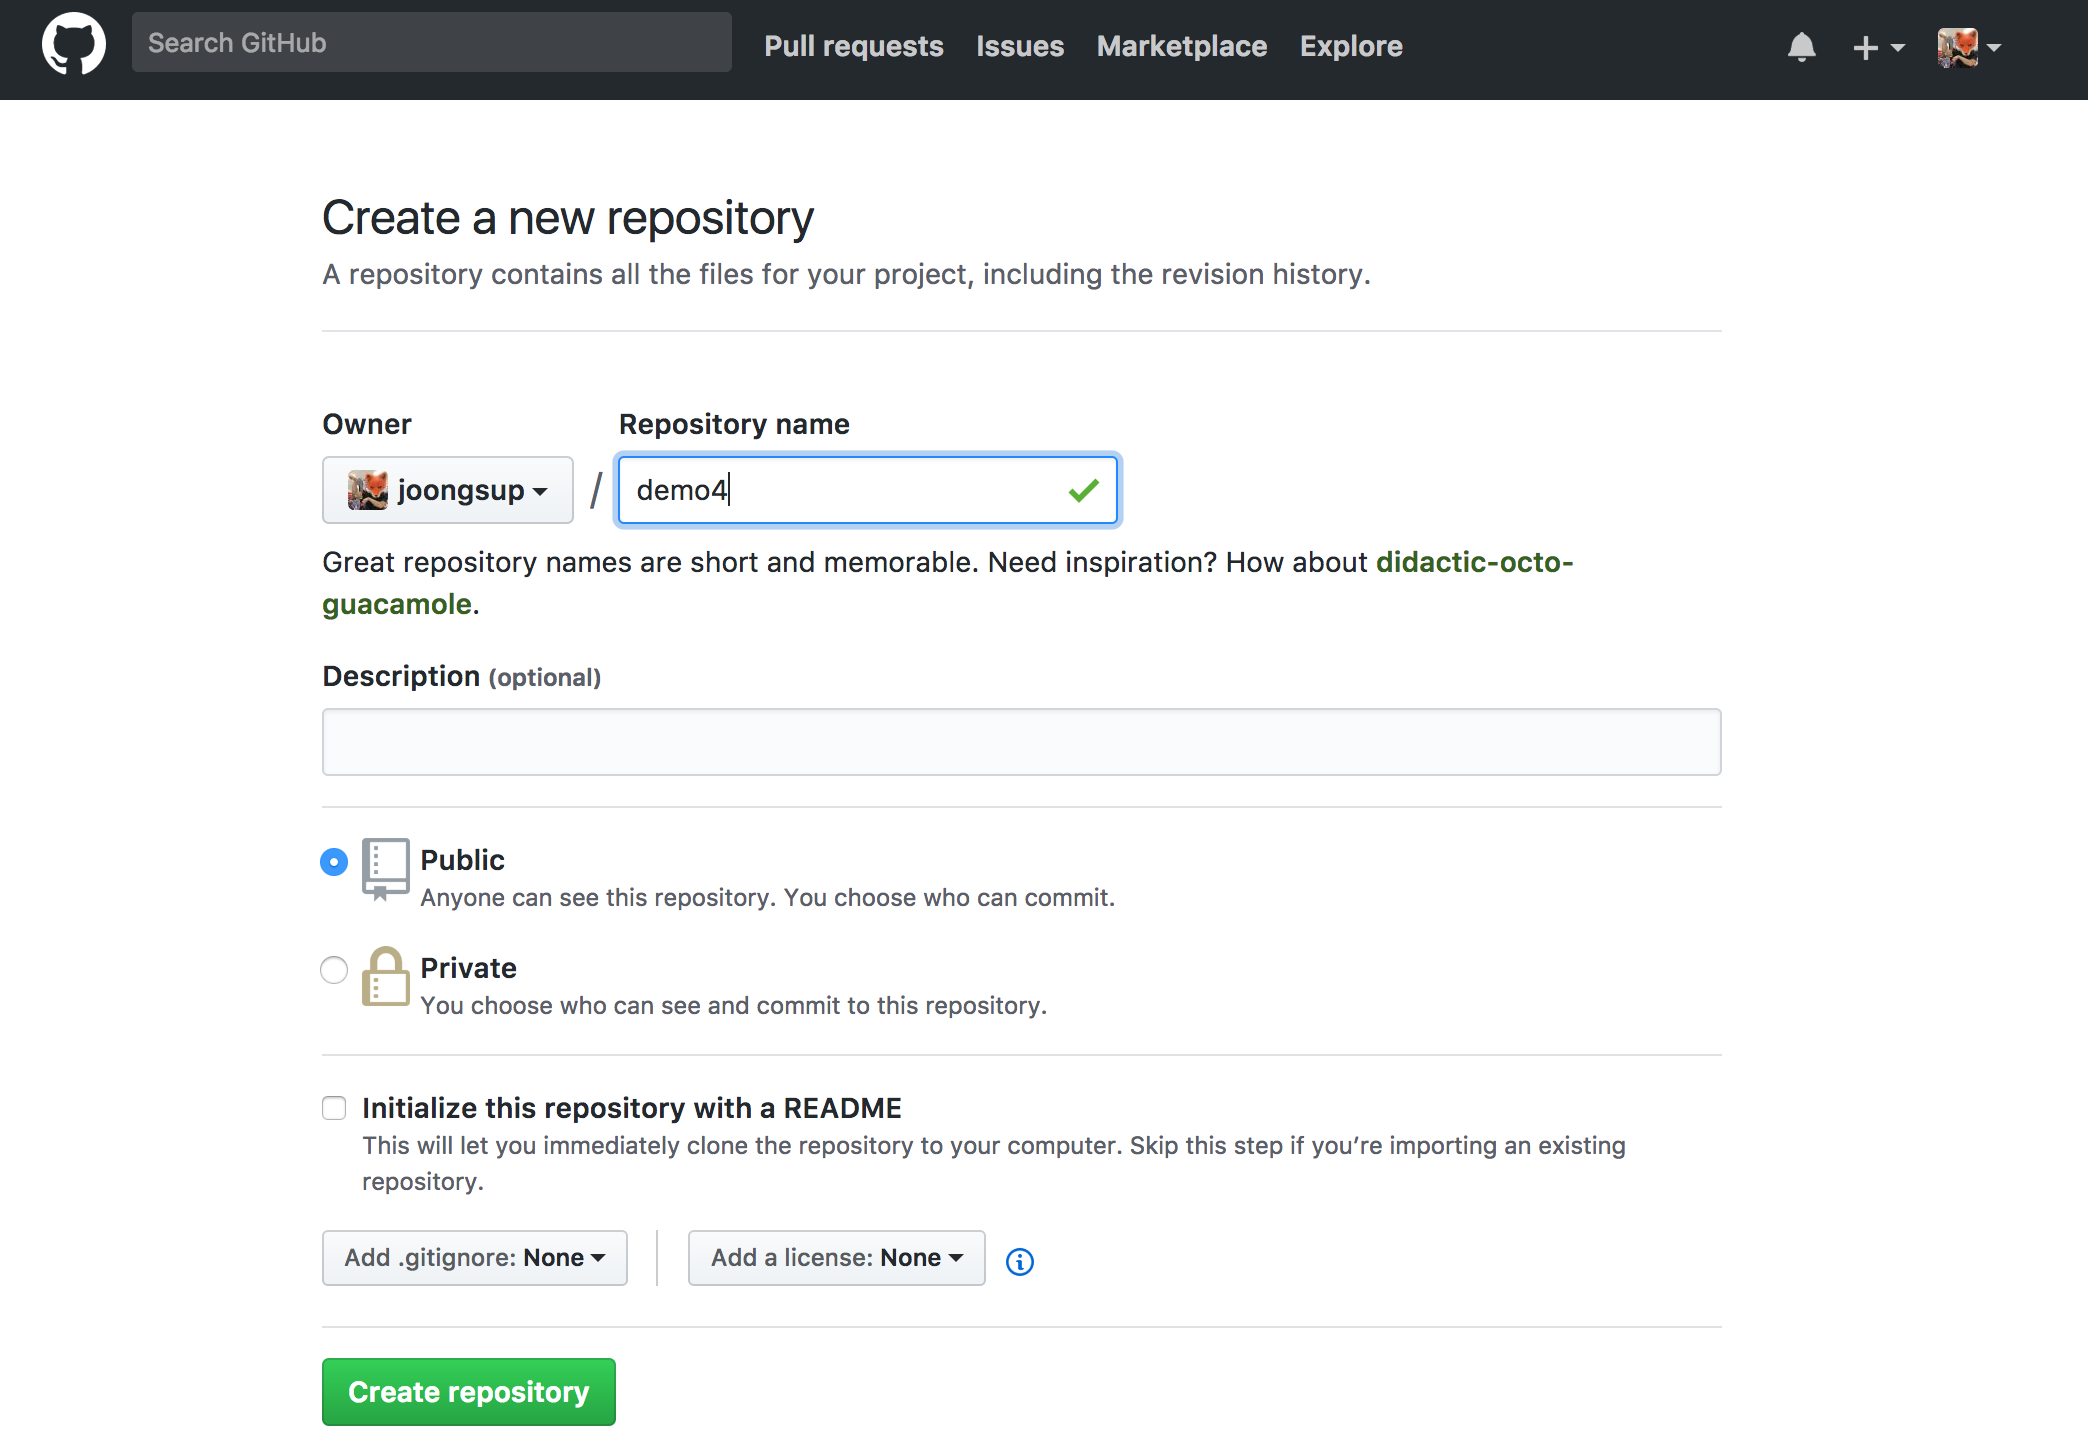 Search GitHub
Pull requests Issues Marketplace Explore
Create a new repository
A repository contains all the files for your project, including the revision history.
Owner Repository name
joongsup / demo4
Great repository names are short and memorable. Need inspiration? How about didactic-octo-
guacamole.
Description (optional)
Public
Anyone can see this repository. You choose who can commit.
Private
You choose who can see and commit to this repository.
Initialize this repository with a README
This will let you immediately clone the repository to your computer. Skip this step if you’re importing an existing
repository.
Add .gitignore: None Add a license: None
Create repository